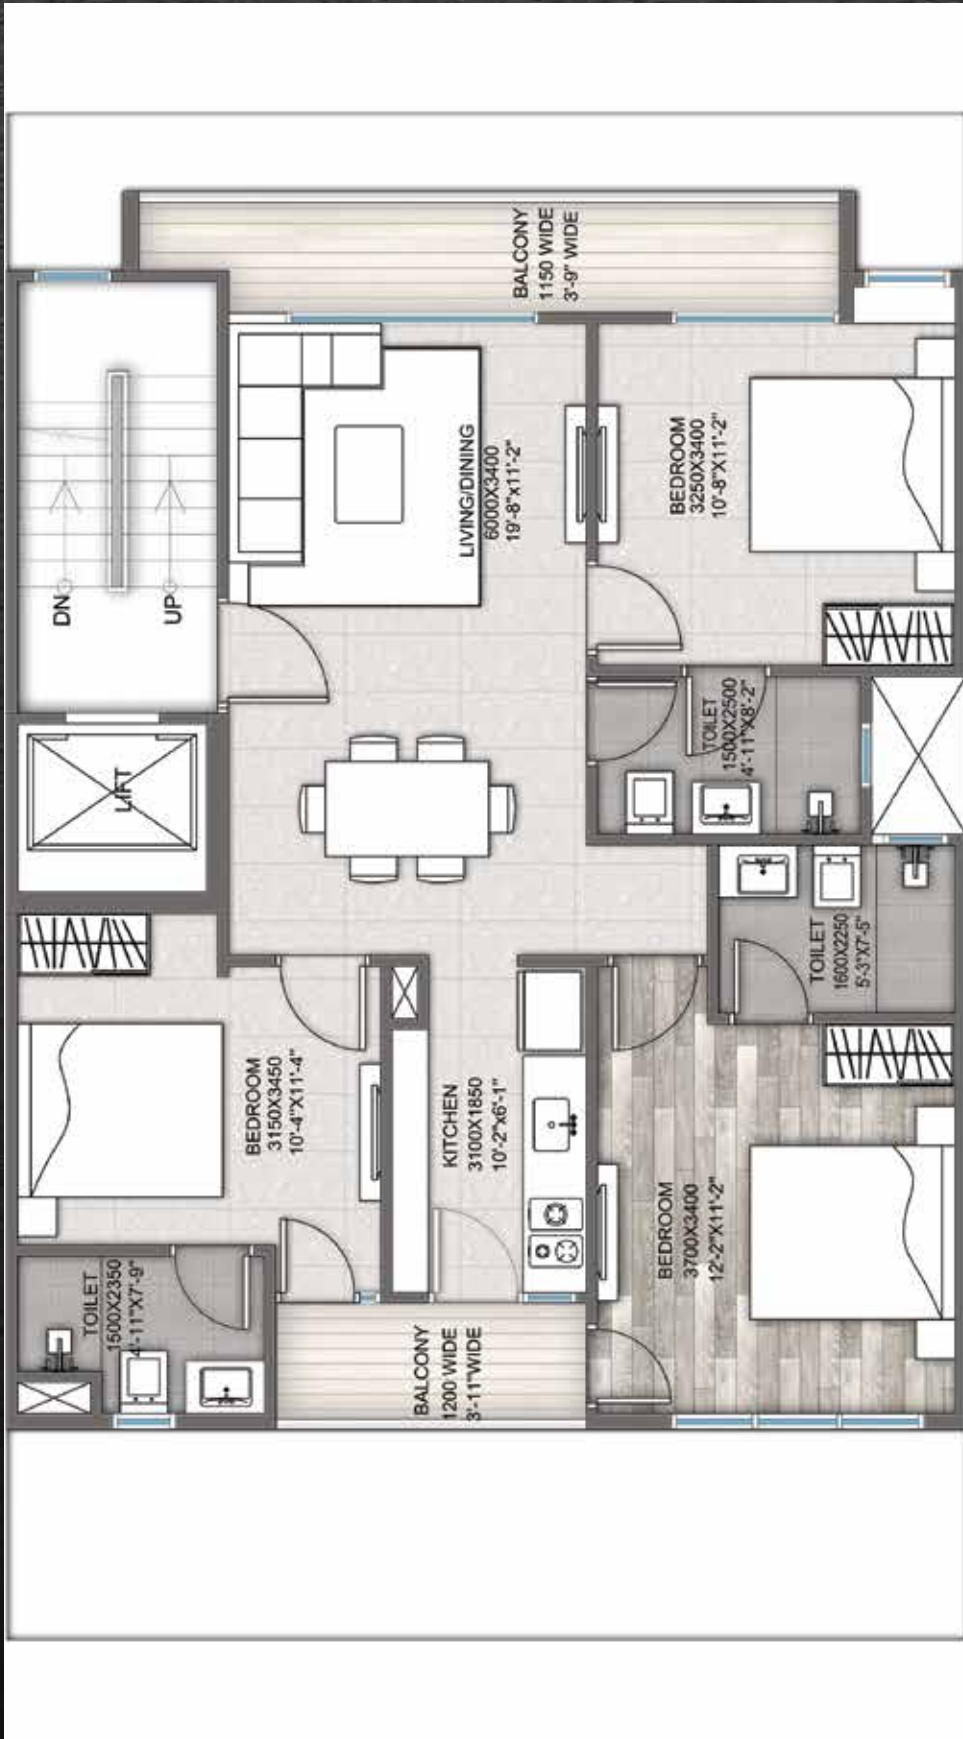 BALCONY
1150 WIDE
3'-9" WIDE
DN
UP
LIVING/DINING
6000X3400
19'-8"x11'-2"
BEDROOM
3250X3400
10'-8"X11'-2"
LIFT
TOILET
1500X2500
4'-11"X8'-2"
TOILET
1600X2250
5'-3"X7'-5"
BEDROOM
3150X3450
10'-4"X11'-4"
KITCHEN
3100X1850
10'-2"x6'-1"
BEDROOM
3700X3400
12'-2"X11'-2"
TOILET
1500X2350
4'-11"X7'-9"
BALCONY
1200 WIDE
3'-11"WIDE